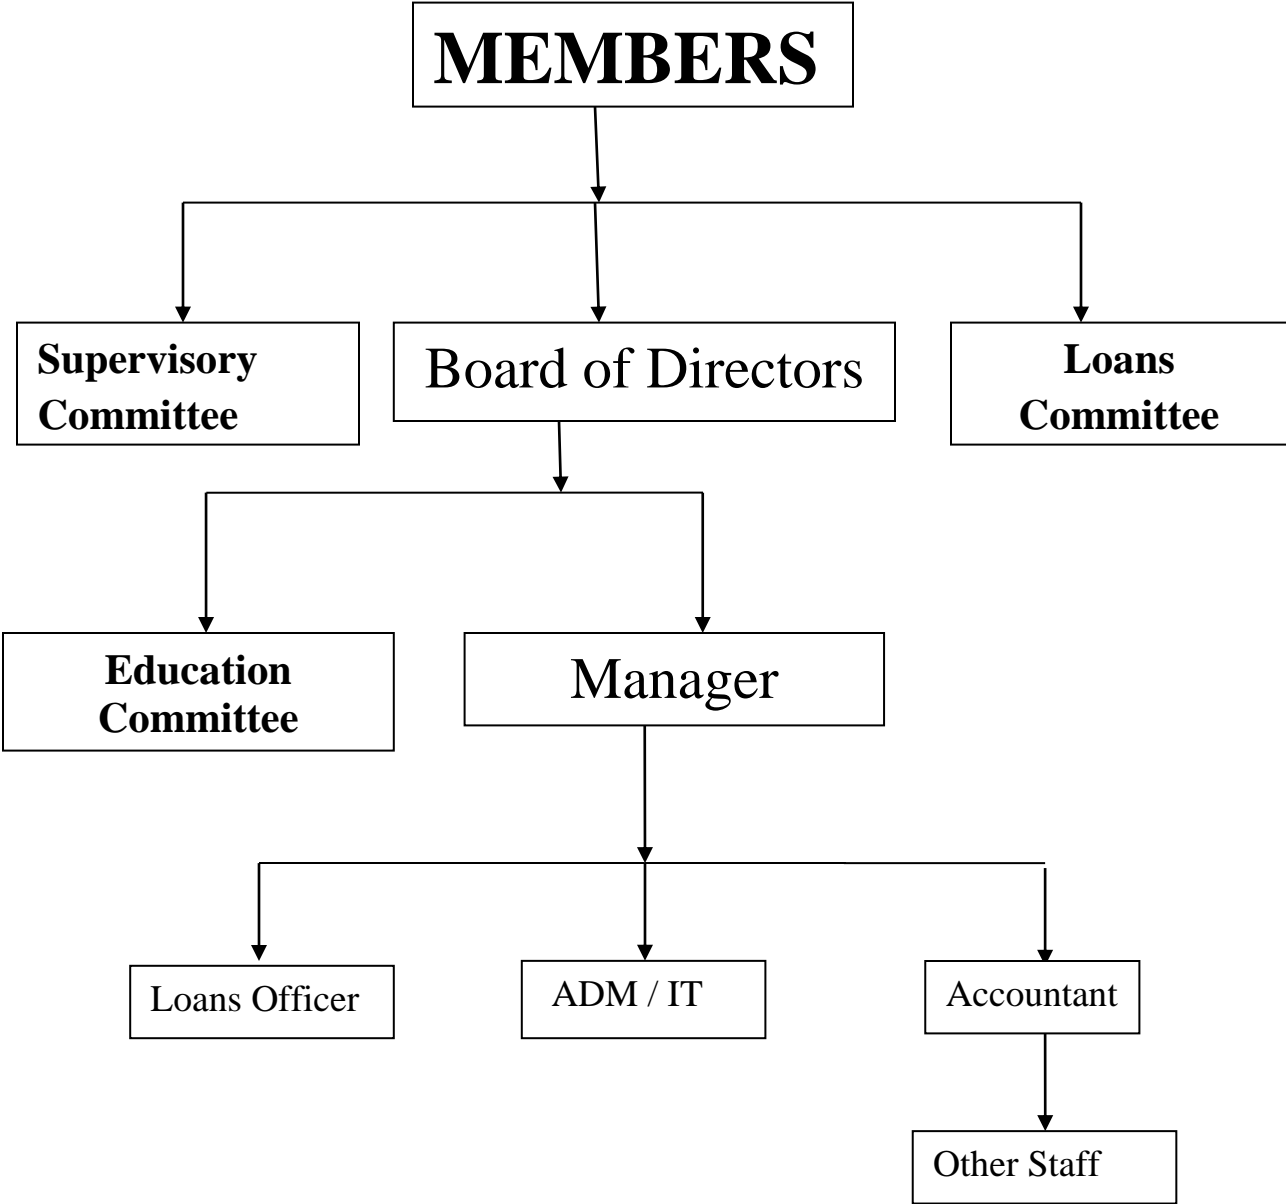 MEMBERS
Supervisory
Committee
Board of Directors
Loans
Committee
Education
Committee
Manager
Loans Officer
ADM / IT
Accountant
Other Staff